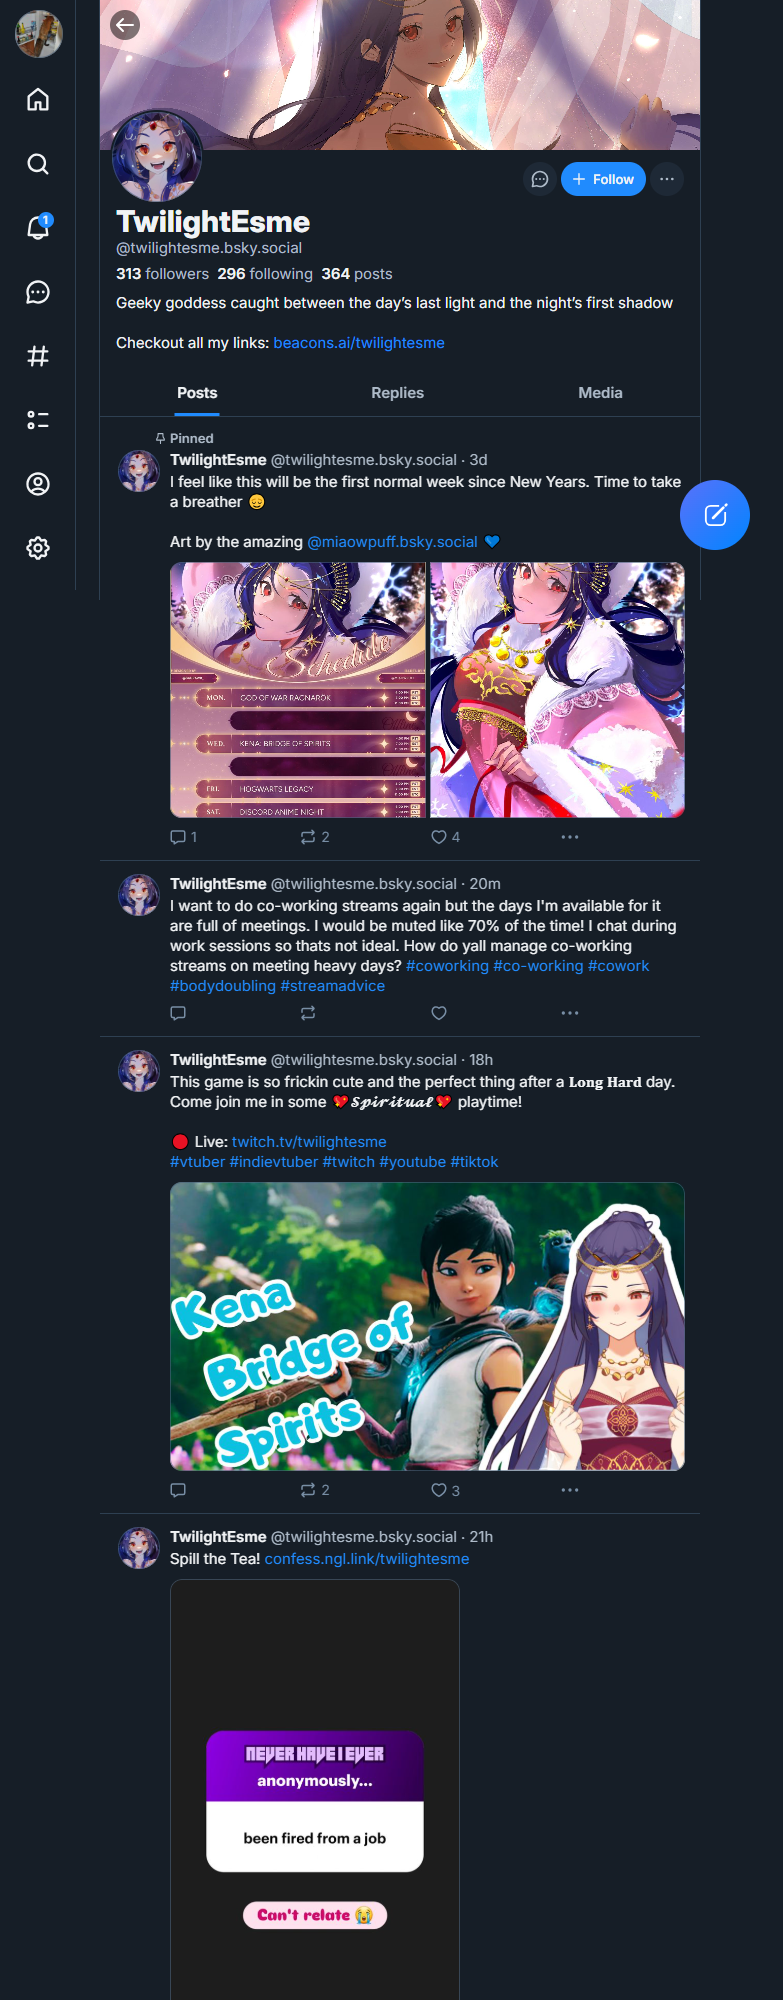 1
Follow
TwilightEsme
@twilightesme.bsky.social
313 followers 296 following 364 posts
Geeky goddess caught between the day's last light and the night's first shadow
Checkout all my links: beacons.ai/twilightesme
Posts
Replies
Media
Pinned
TwilightEsme @twilightesme.bsky.social · 3d
I feel like this will be the first normal week since New Years. Time to take
a breather 😌
Art by the amazing @miaowpuff.bsky.social 💙
Schedule
MON. GOD OF WAR RAGNAROK
WED. KENA: BRIDGE OF SPIRITS
FRI. HOGWARTS LEGACY
SAT. DISCORD ANIME NIGHT
1
2
4
TwilightEsme @twilightesme.bsky.social · 20m
I want to do co-working streams again but the days I'm available for it
are full of meetings. I would be muted like 70% of the time! I chat during
work sessions so thats not ideal. How do yall manage co-working
streams on meeting heavy days? #coworking #co-working #cowork
#bodydoubling #streamadvice
TwilightEsme @twilightesme.bsky.social · 18h
This game is so frickin cute and the perfect thing after a 𝐋𝐨𝐧𝐠 𝐇𝐚𝐫𝐝 day.
Come join me in some 💖𝓢𝓹𝓲𝓻𝓲𝓽𝓾𝓪𝓵💖 playtime!
🔴 Live: twitch.tv/twilightesme
#vtuber #indievtuber #twitch #youtube #tiktok
Kena
Bridge of
Spirits
2
3
TwilightEsme @twilightesme.bsky.social · 21h
Spill the Tea! confess.ngl.link/twilightesme
NEVER HAVE I EVER
anonymously...
been fired from a job
Can't relate 😭